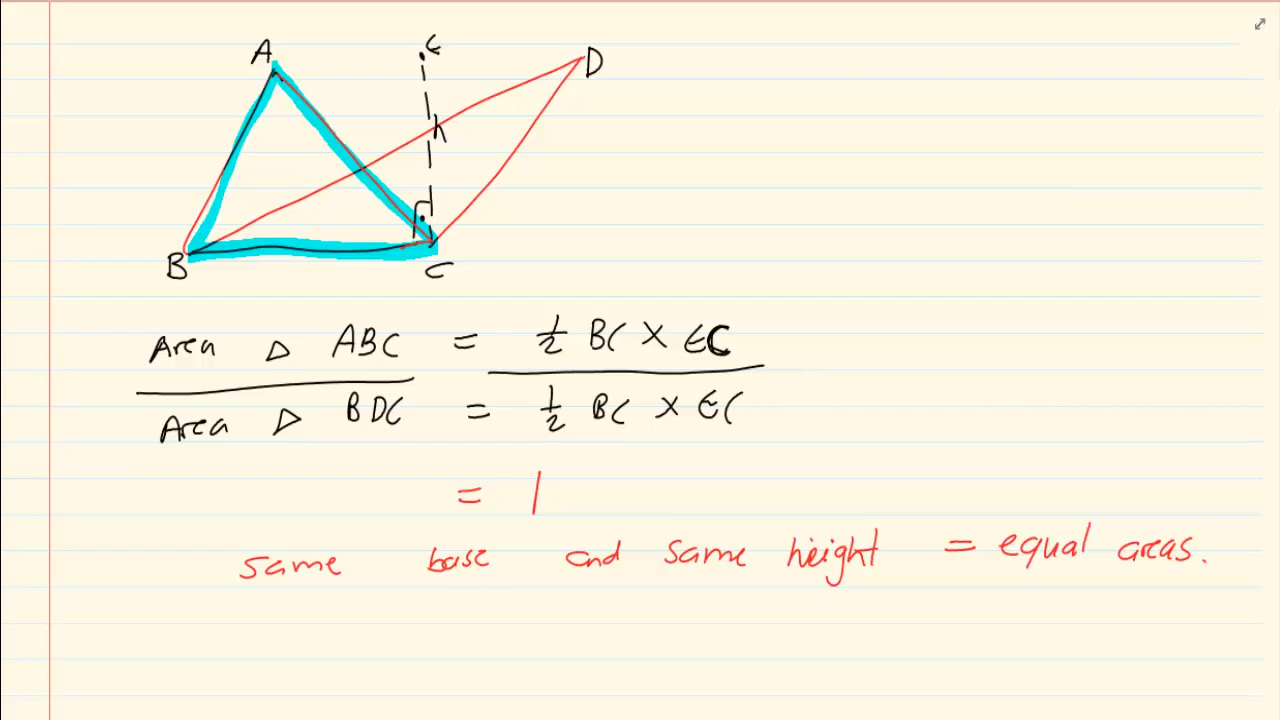 A
E
D
h
B
C
Area Δ ABC = ½ BC × EC
Area Δ BDC = ½ BC × EC
= 1
same base and same height = equal areas.